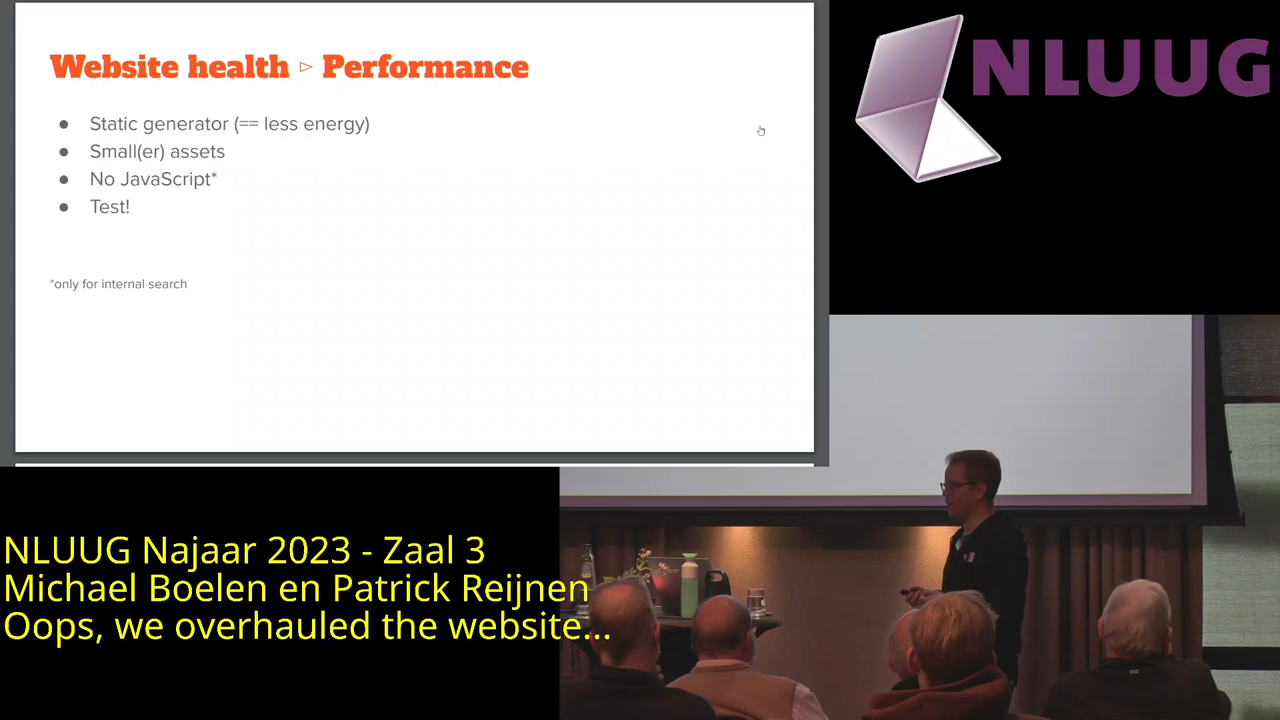 Website health ▹ Performance
● Static generator (== less energy)
● Small(er) assets
● No JavaScript*
● Test!
*only for internal search
NLUUG
NLUUG Najaar 2023 - Zaal 3
Michael Boelen en Patrick Reijnen
Oops, we overhauled the website...